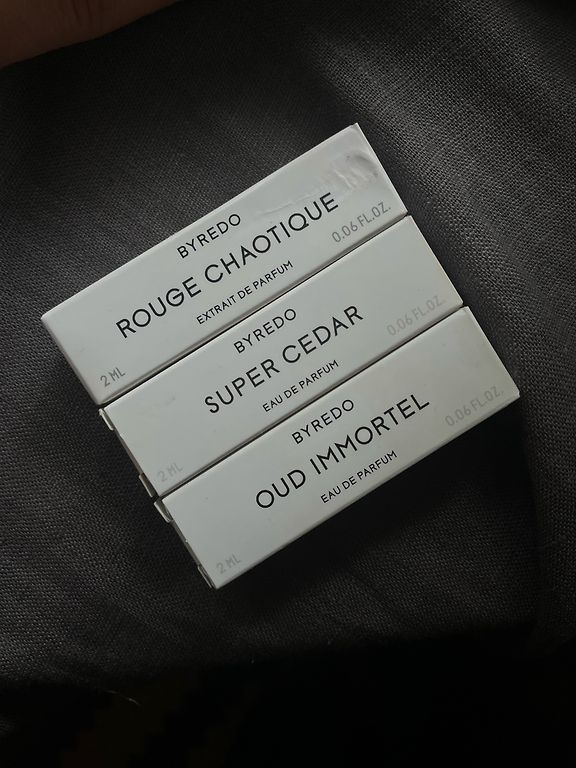 BYREDO
ROUGE CHAOTIQUE
EXTRAIT DE PARFUM
2 ML
0.06 FL.OZ.
BYREDO
SUPER CEDAR
EAU DE PARFUM
2 ML
0.06 FL.OZ.
BYREDO
OUD IMMORTEL
EAU DE PARFUM
2 ML
0.06 FL.OZ.